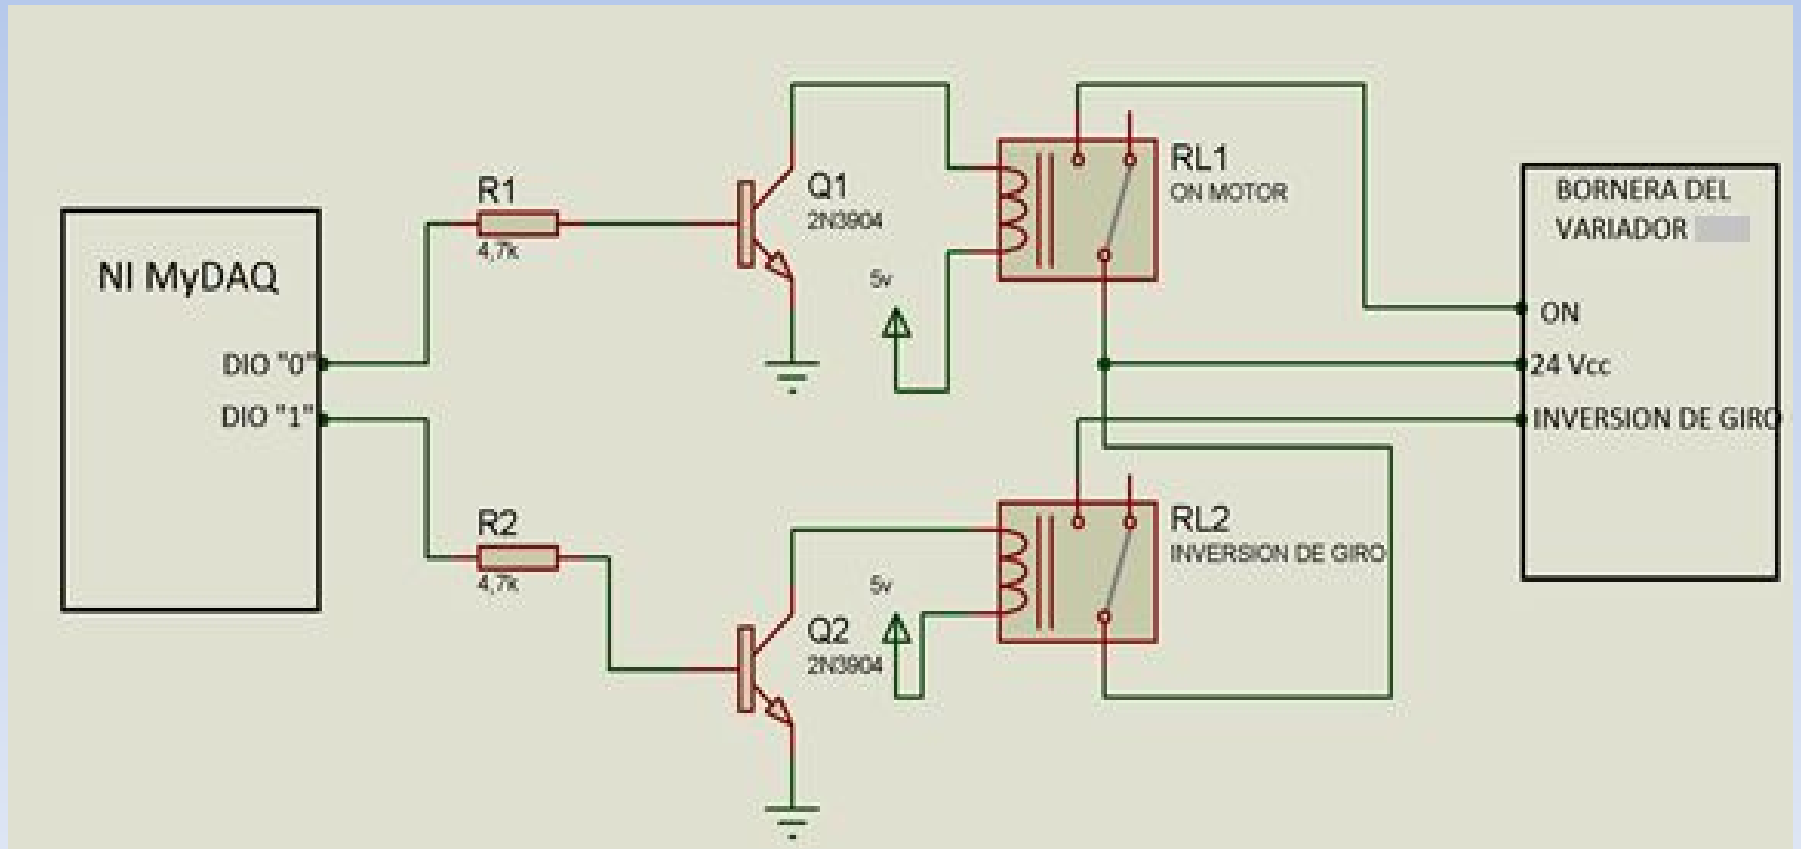 NI MyDAQ
DIO "0"
DIO "1"
R1
4,7k
R2
4,7k
Q1
2N3904
5v
Q2
2N3904
5v
RL1
ON MOTOR
RL2
INVERSION DE GIRO
BORNERA DEL
VARIADOR
ON
24 Vcc
INVERSION DE GIRO